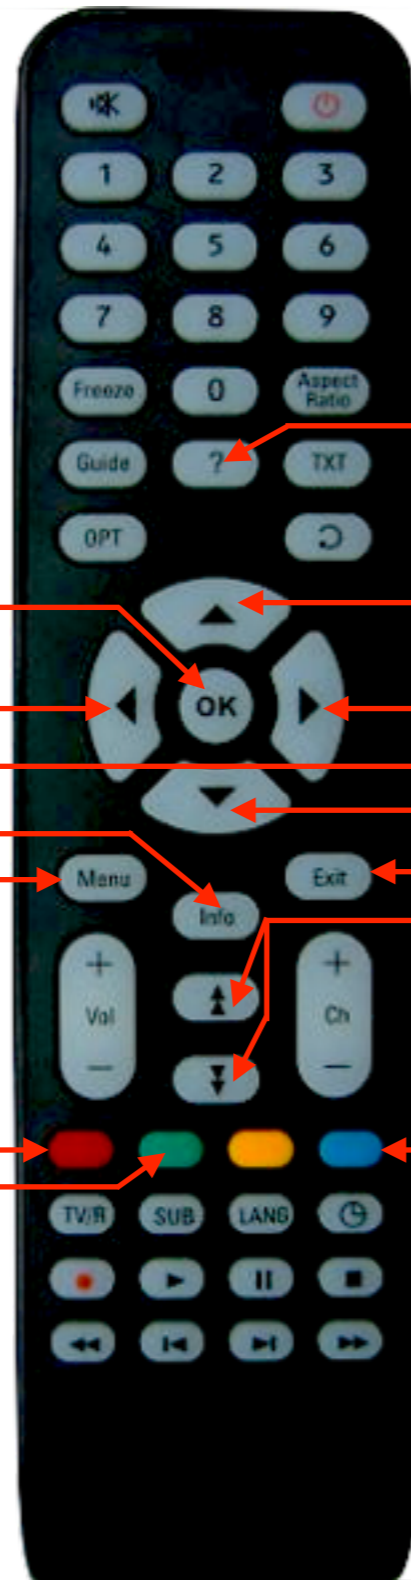 1 2 3
4 5 6
7 8 9
Freeze 0 Aspect
Ratio
Guide ? TXT
OPT
OK
Menu Exit
Info
+ +
Vol Ch
- -
TV/R SUB LANG